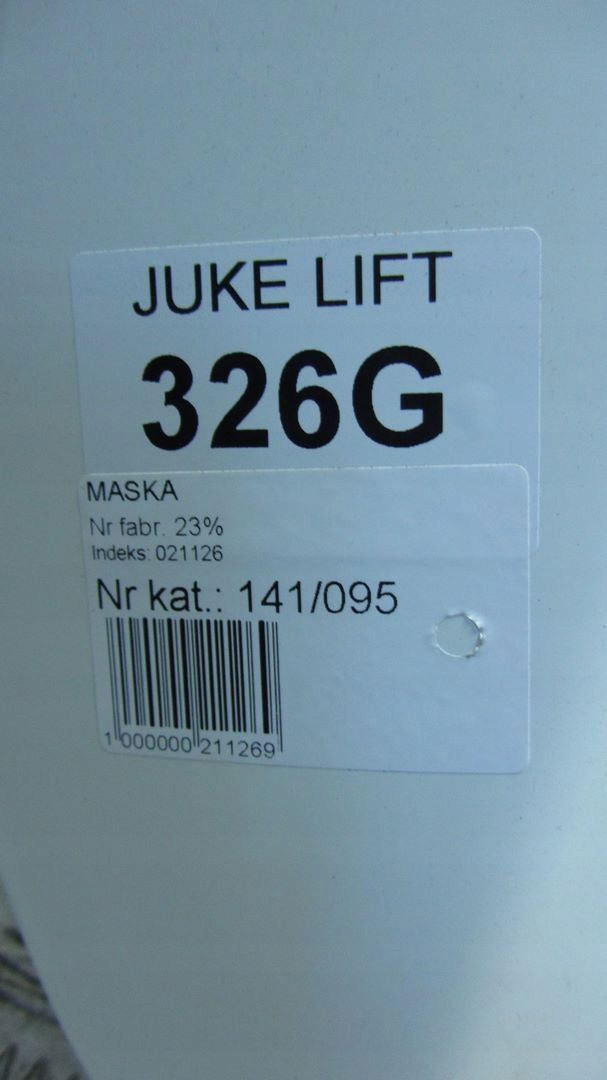 JUKE LIFT
326G
MASKA
Nr fabr. 23%
Indeks: 021126
Nr kat.: 141/095
1 000000 211269